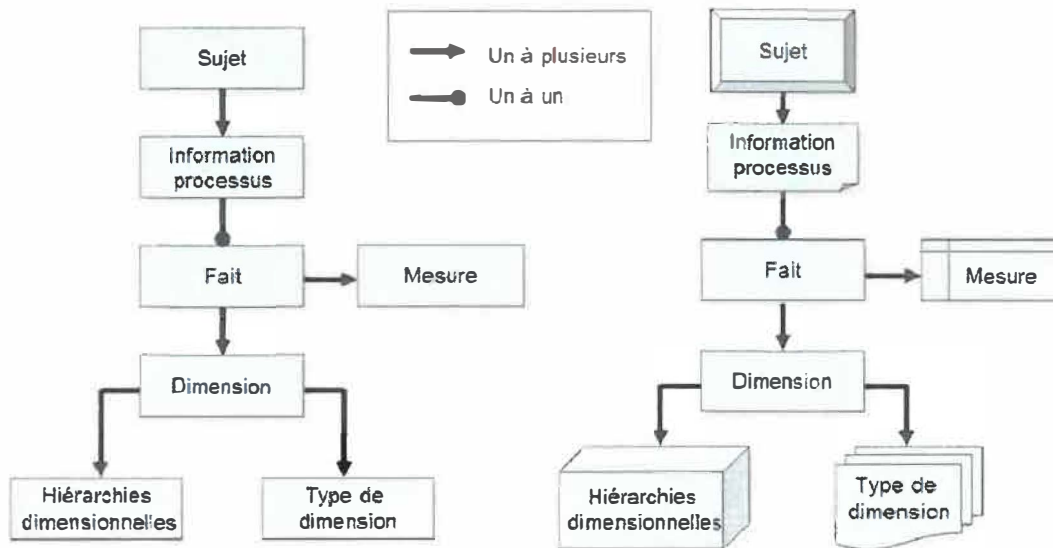 Sujet
Information
processus
Fait
Mesure
Dimension
Hiérarchies
dimensionnelles
Type de
dimension
Un à plusieurs
Un à un
Sujet
Information
processus
Fait
Mesure
Dimension
Hiérarchies
dimensionnelles
Type de
dimension